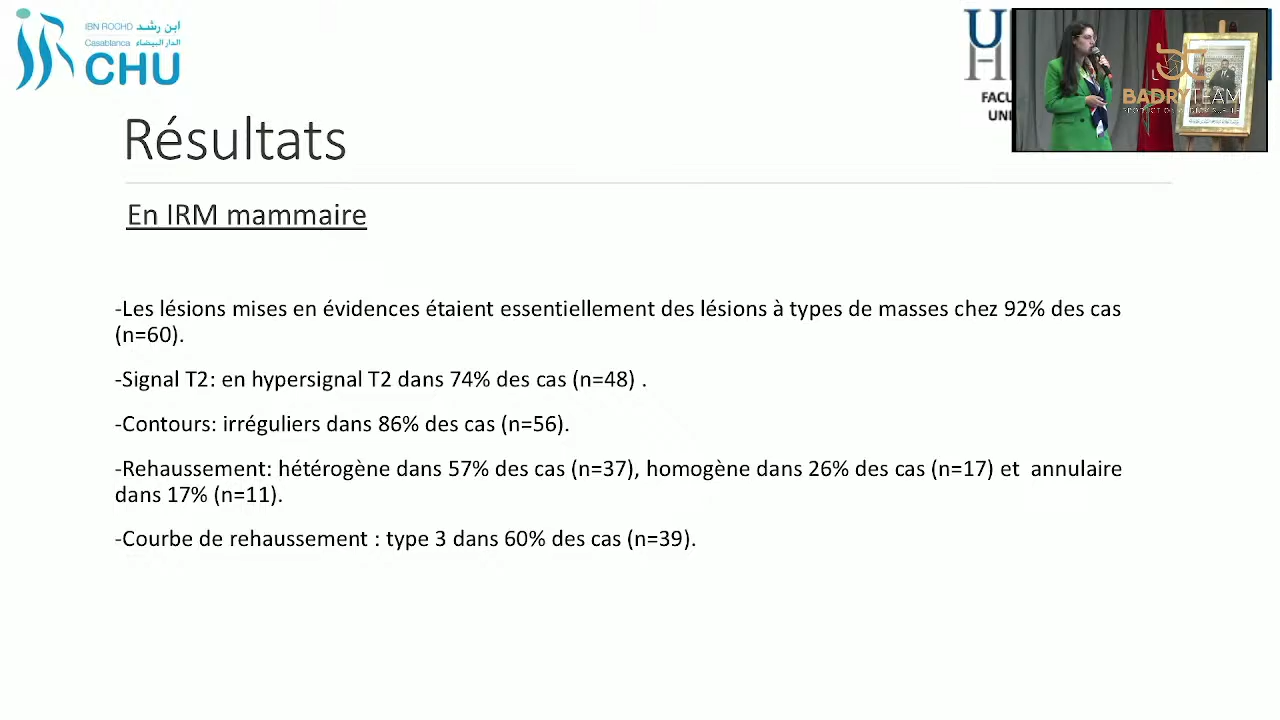 IBN ROCHD ابن رشد
Casablanca الدار البيضاء
CHU
U
H
FACU
UNI
BADRYTEAM
Résultats
En IRM mammaire
-Les lésions mises en évidences étaient essentiellement des lésions à types de masses chez 92% des cas
(n=60).
-Signal T2: en hypersignal T2 dans 74% des cas (n=48) .
-Contours: irréguliers dans 86% des cas (n=56).
-Rehaussement: hétérogène dans 57% des cas (n=37), homogène dans 26% des cas (n=17) et annulaire
dans 17% (n=11).
-Courbe de rehaussement : type 3 dans 60% des cas (n=39).